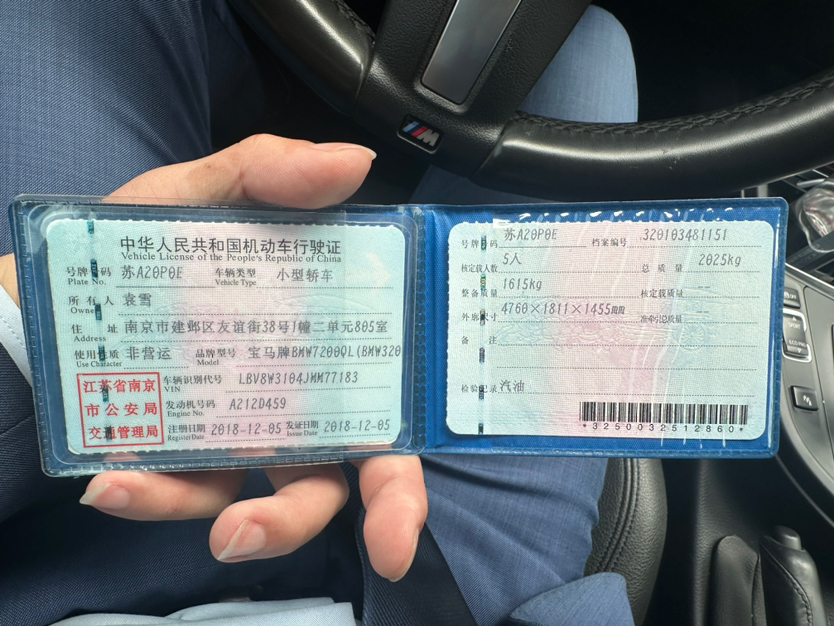 中华人民共和国机动车行驶证
Vehicle License of the People's Republic of China
号牌号码 苏A20P0E 车辆类型 小型轿车
Plate No. Vehicle Type
所有人 袁雪
Owner
住址 南京市建邺区友谊街38号1幢二单元805室
Address
使用性质 非营运 品牌型号 宝马牌BMW7200QL(BMW320
Use Character Model
江苏省南京
市公安局
交通管理局
车辆识别代号 LBV8W3104JMM77183
VIN
发动机号码 A212D459
Engine No.
注册日期 2018-12-05 发证日期 2018-12-05
Register Date Issue Date
号牌号码 苏A20P0E 档案编号 320103481151
核定载人数 5人 总质量 2025kg
整备质量 1615kg 核定载质量 --
外廓尺寸 4760×1811×1455mm 准牵引总质量 --
备注
检验记录 汽油
*3250032512860*